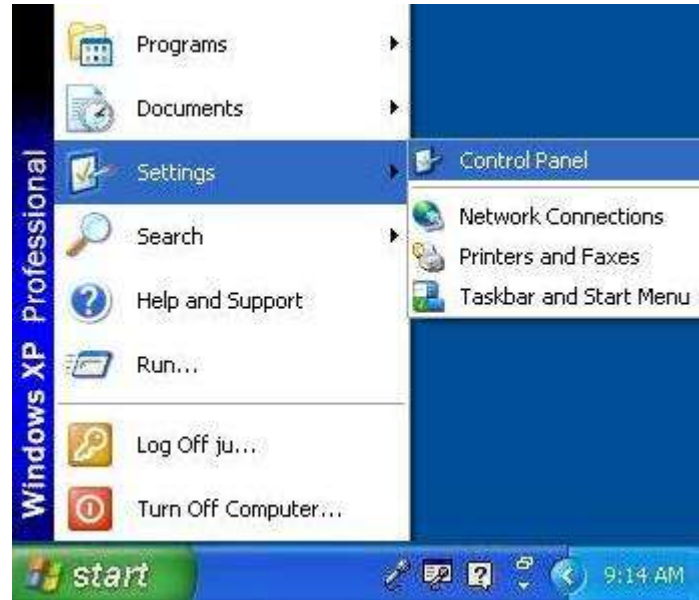 Windows XP Professional
Programs
Documents
Settings
Search
Help and Support
Run...
Log Off ju...
Turn Off Computer...
Control Panel
Network Connections
Printers and Faxes
Taskbar and Start Menu
start
9:14 AM